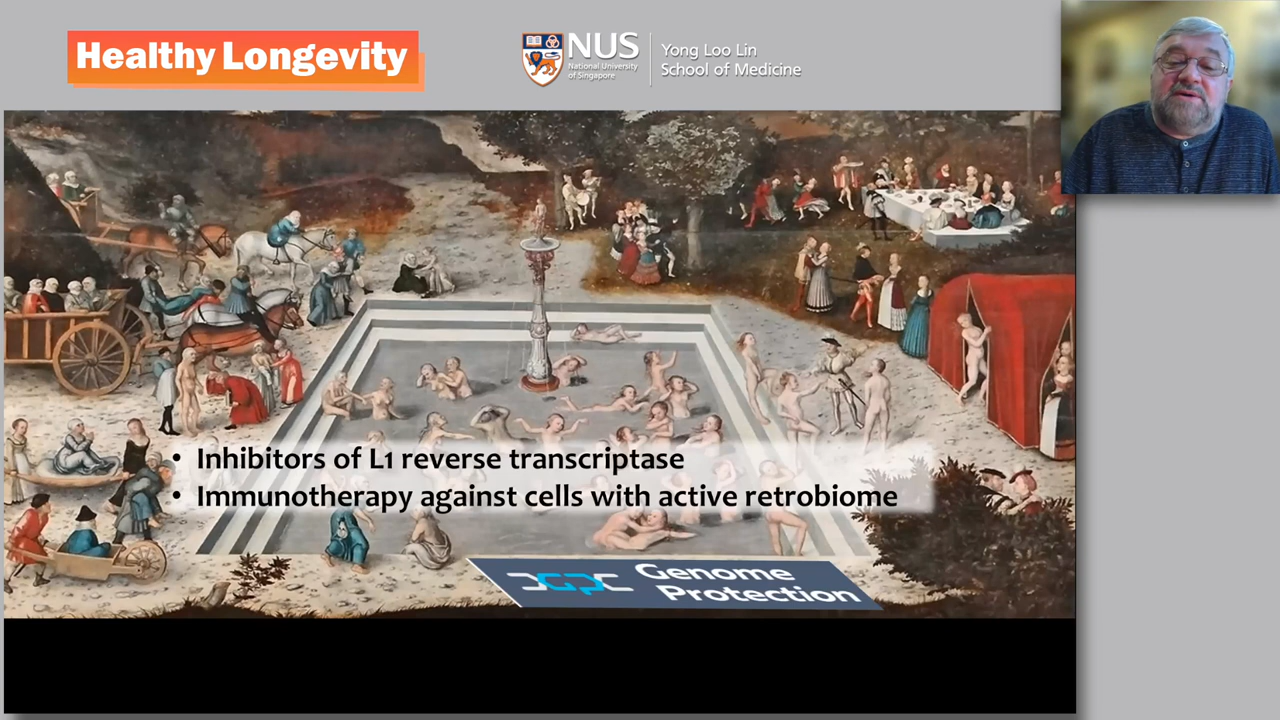 Healthy Longevity
NUS
National University
of Singapore
Yong Loo Lin
School of Medicine
• Inhibitors of L1 reverse transcriptase
• Immunotherapy against cells with active retrobiome
Genome
Protection